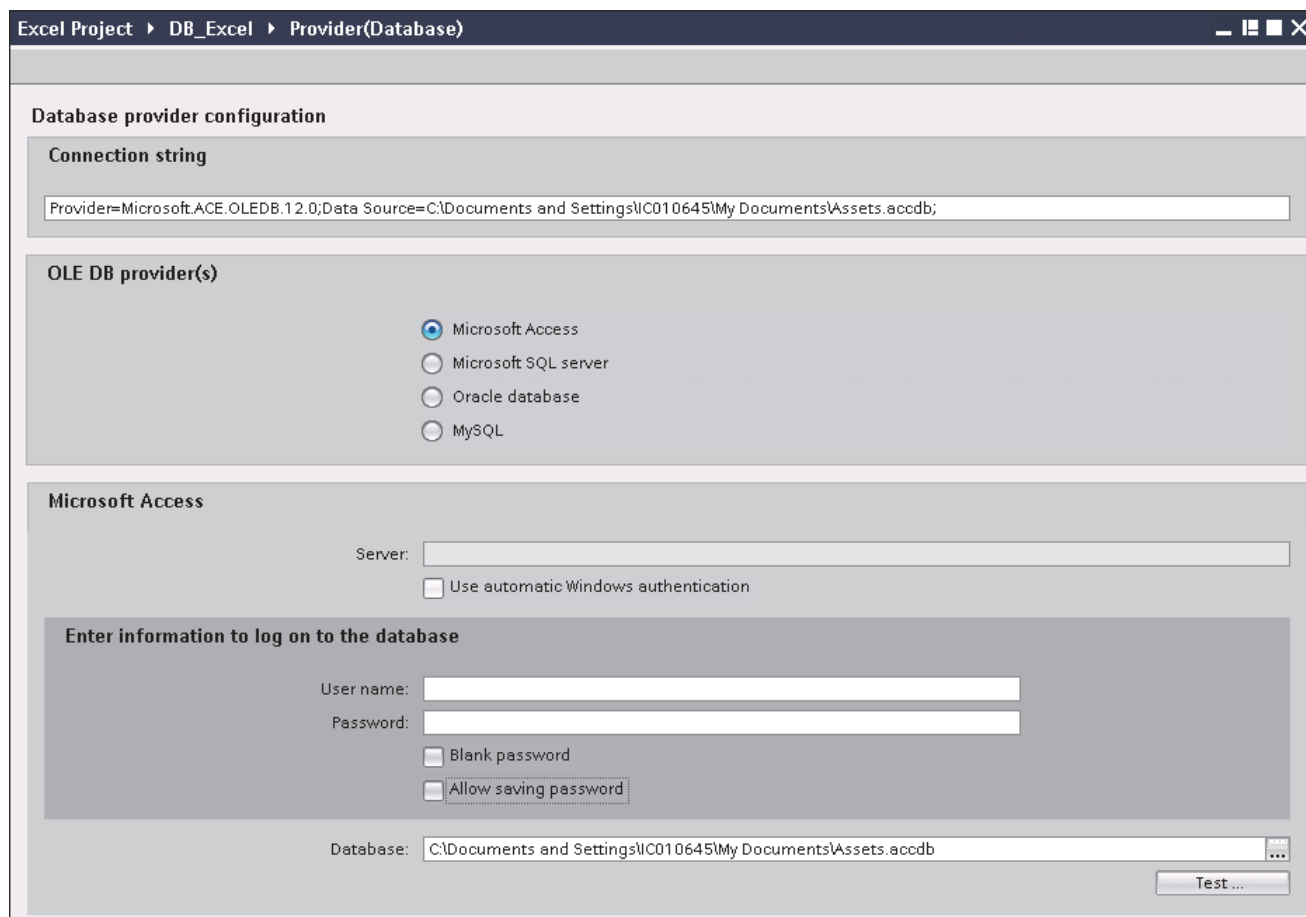 Excel Project ▸ DB_Excel ▸ Provider(Database)
Database provider configuration
Connection string
Provider=Microsoft.ACE.OLEDB.12.0;Data Source=C:\Documents and Settings\IC010645\My Documents\Assets.accdb;
OLE DB provider(s)
Microsoft Access
Microsoft SQL server
Oracle database
MySQL
Microsoft Access
Server:
Use automatic Windows authentication
Enter information to log on to the database
User name:
Password:
Blank password
Allow saving password
Database: C:\Documents and Settings\IC010645\My Documents\Assets.accdb ...
Test ...